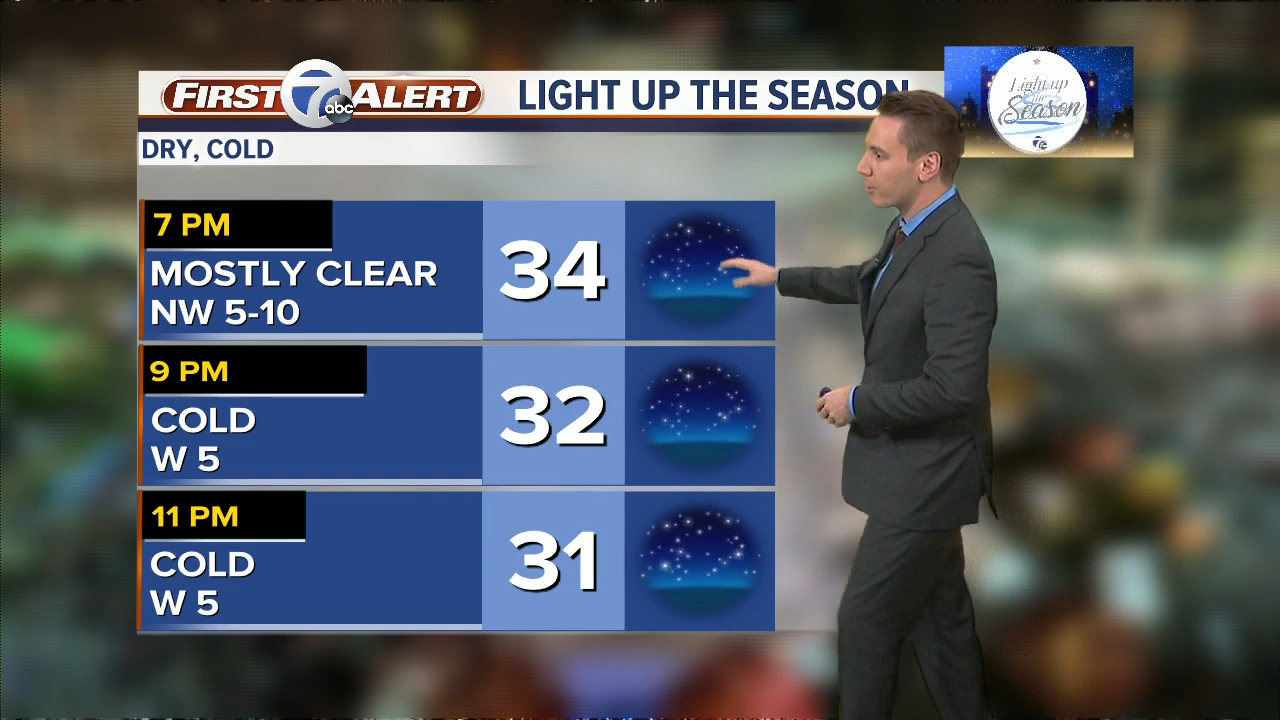 FIRST 7 abc ALERT
LIGHT UP THE SEASON
Light up
the
Season
7
DRY, COLD
7 PM
MOSTLY CLEAR
NW 5-10
34
9 PM
COLD
W 5
32
11 PM
COLD
W 5
31